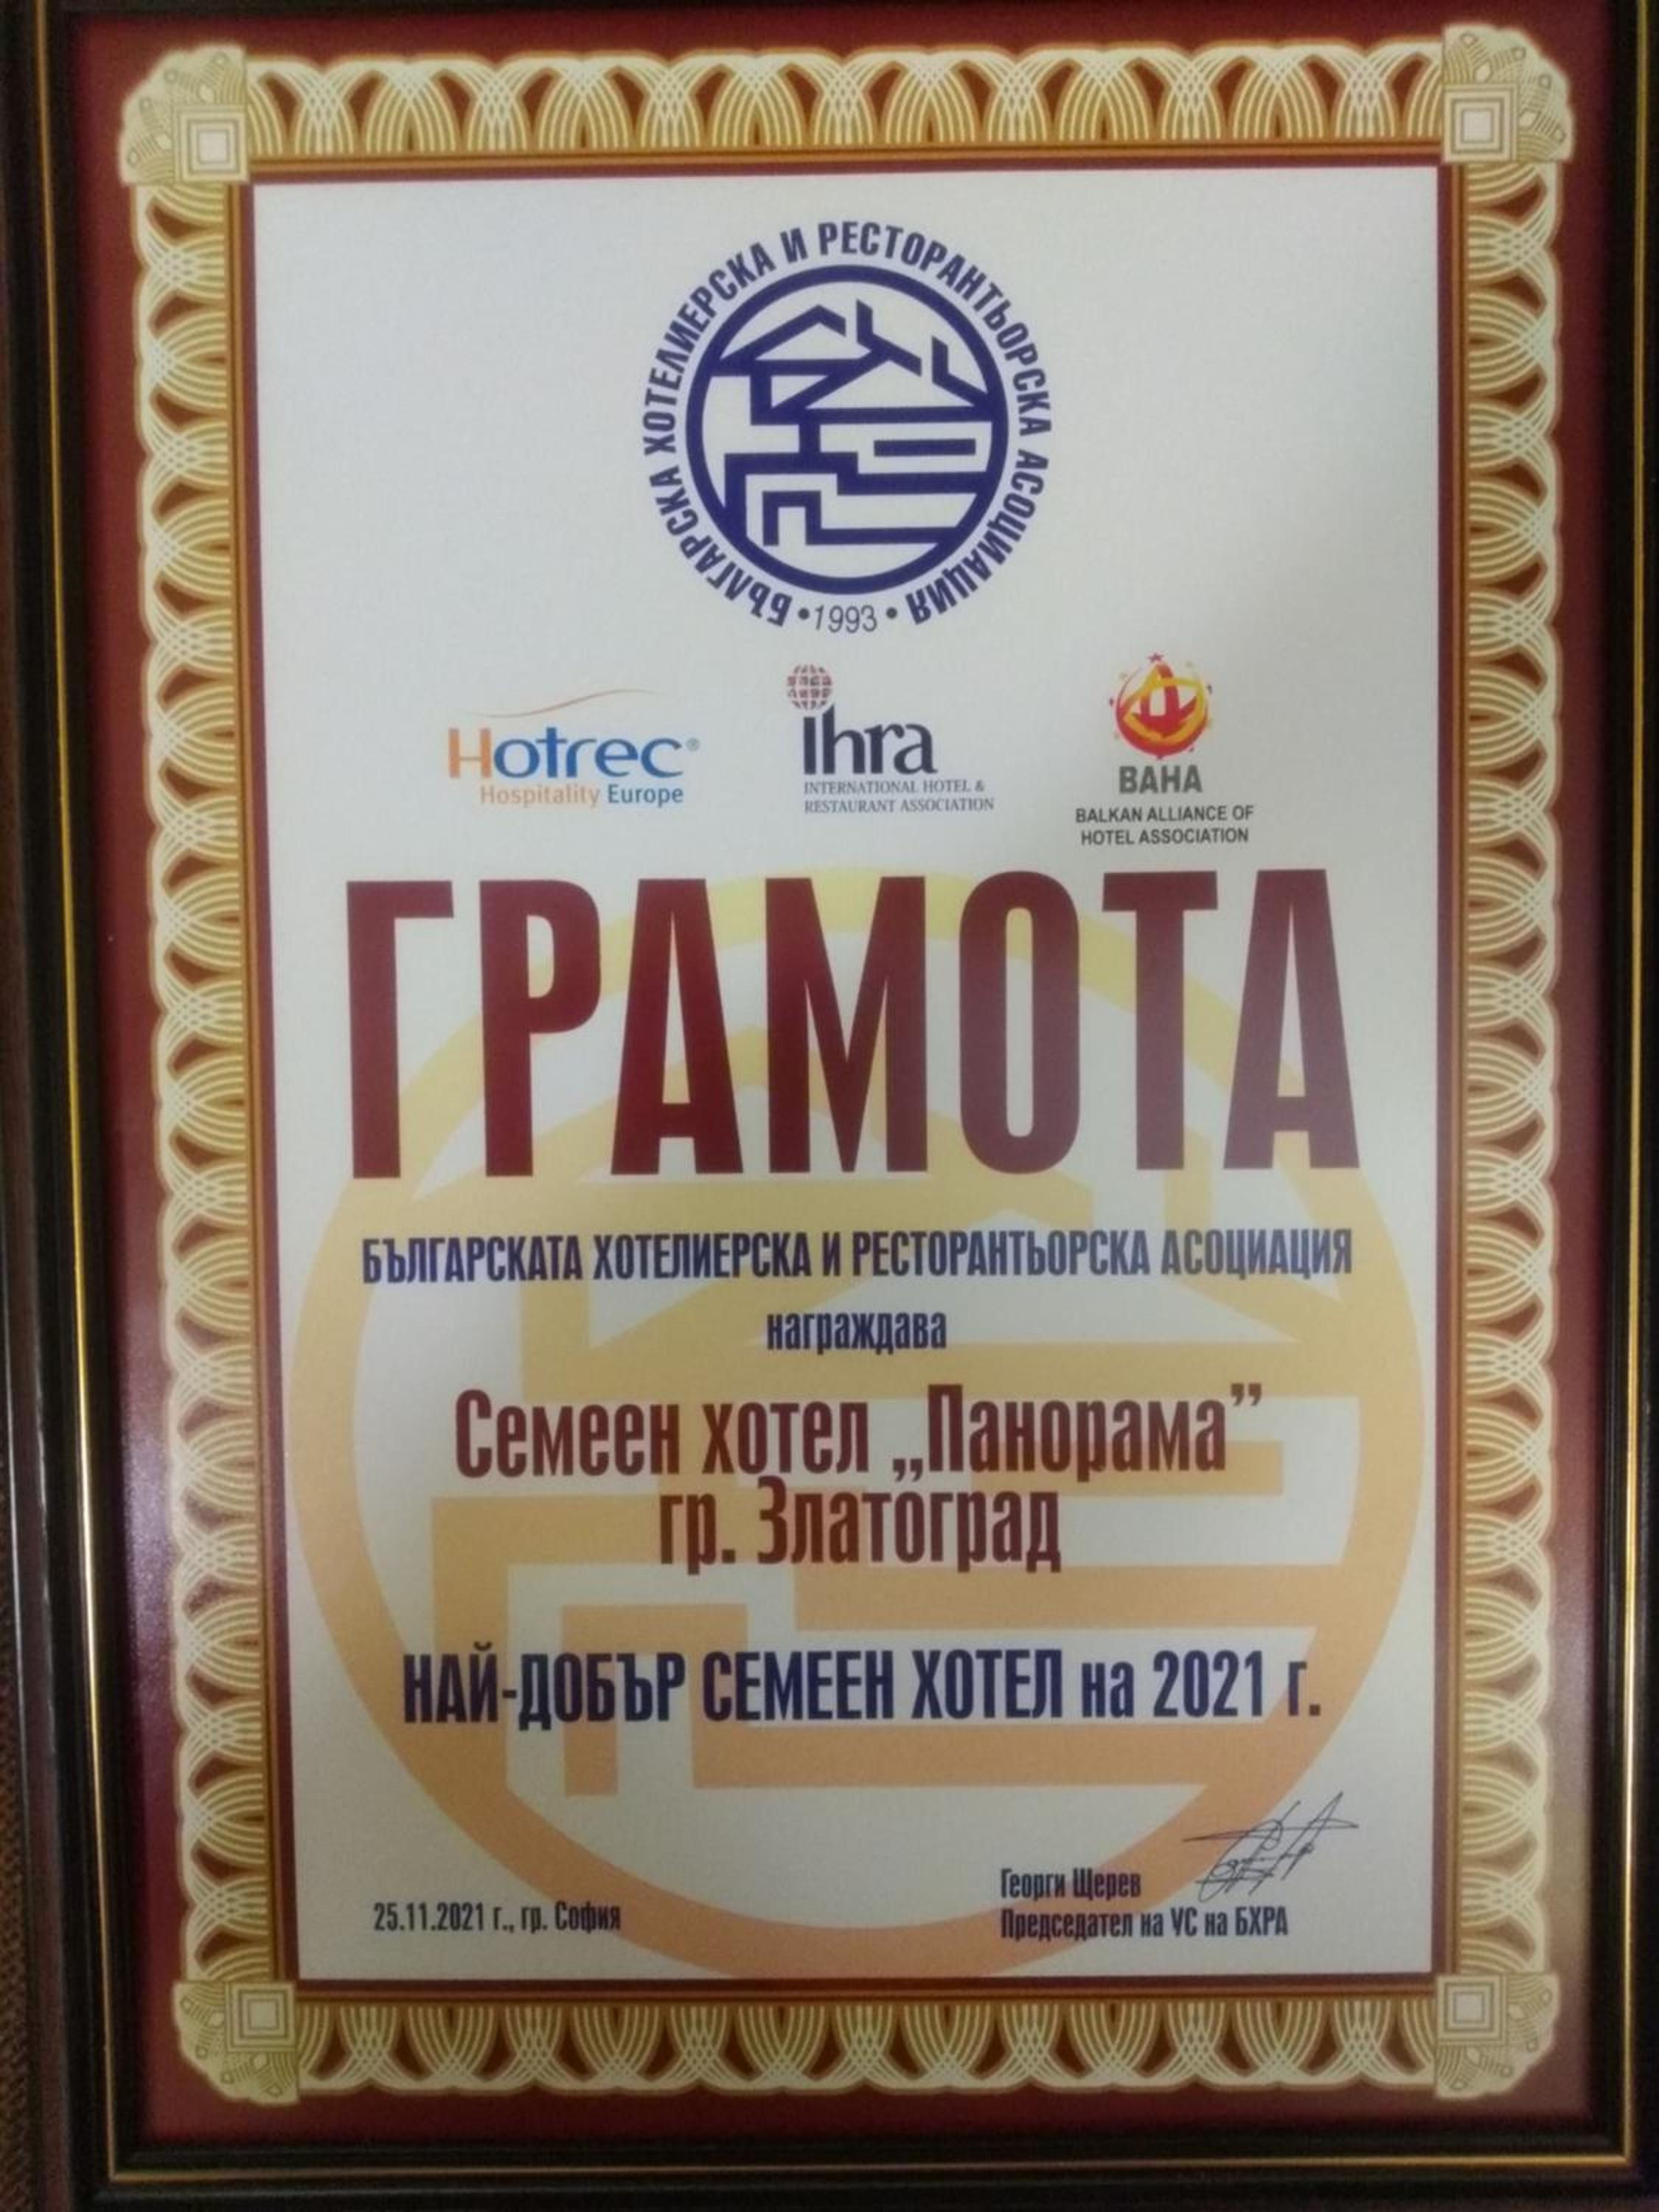 БЪЛГАРСКА ХОТЕЛИЕРСКА И РЕСТОРАНТЬОРСКА АСОЦИАЦИЯ
• 1993 •
Hotrec®
Hospitality Europe
Ihra
INTERNATIONAL HOTEL &
RESTAURANT ASSOCIATION
BAHA
BALKAN ALLIANCE OF
HOTEL ASSOCIATION
ГРАМОТА
БЪЛГАРСКАТА ХОТЕЛИЕРСКА И РЕСТОРАНТЬОРСКА АСОЦИАЦИЯ
награждава
Семеен хотел „Панорама”
гр. Златоград
НАЙ-ДОБЪР СЕМЕЕН ХОТЕЛ на 2021 г.
Георги Щерев
25.11.2021 г., гр. София
Председател на УС на БХРА